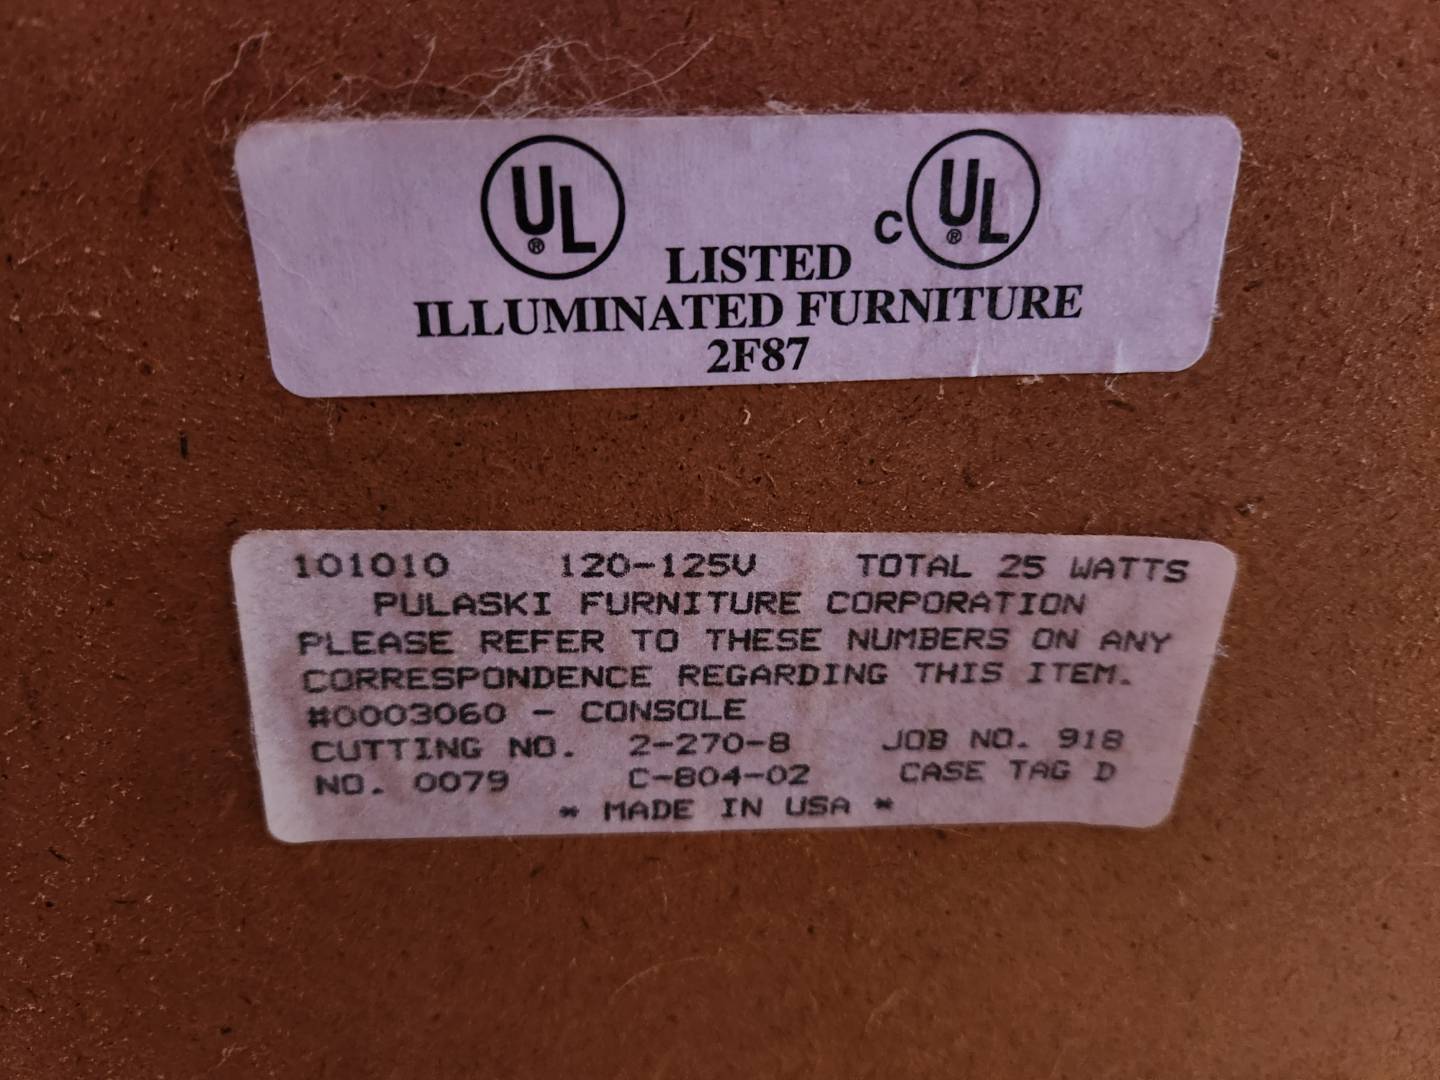 UL® C UL®
LISTED
ILLUMINATED FURNITURE
2F87
101010 120-125V TOTAL 25 WATTS
PULASKI FURNITURE CORPORATION
PLEASE REFER TO THESE NUMBERS ON ANY
CORRESPONDENCE REGARDING THIS ITEM.
#0003060 - CONSOLE
CUTTING NO. 2-270-8 JOB NO. 918
NO. 0079 C-804-02 CASE TAG D
* MADE IN USA *